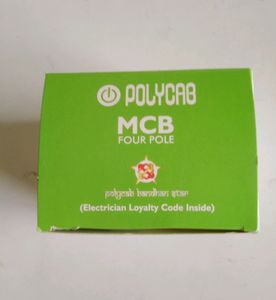 POLYCAB
MCB
FOUR POLE
polycab bandhan star
(Electrician Loyalty Code Inside)